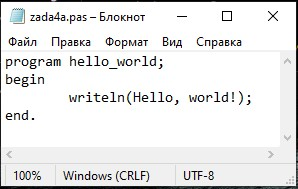 zada4a.pas – Блокнот
Файл Правка Формат Вид Справка
program hello_world;
begin
        writeln(Hello, world!);
end.
100% Windows (CRLF) UTF-8